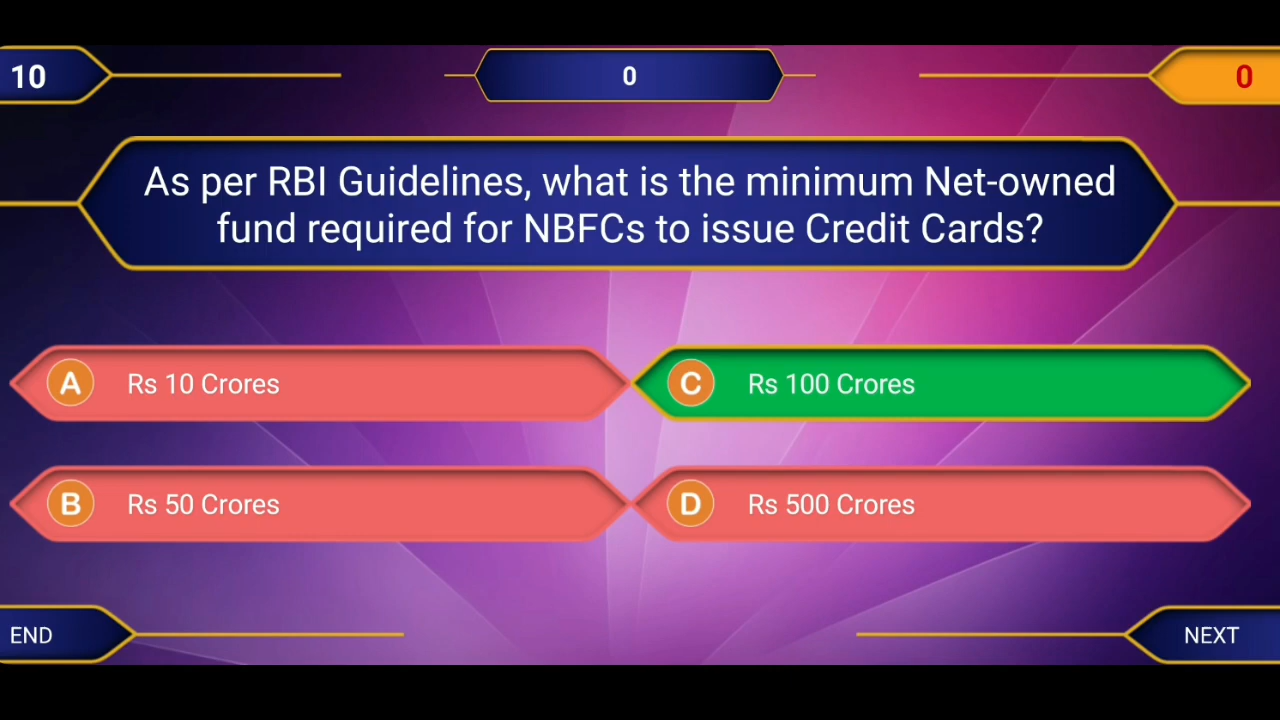 10
0
0
As per RBI Guidelines, what is the minimum Net-owned
fund required for NBFCs to issue Credit Cards?
A Rs 10 Crores
C Rs 100 Crores
B Rs 50 Crores
D Rs 500 Crores
END
NEXT